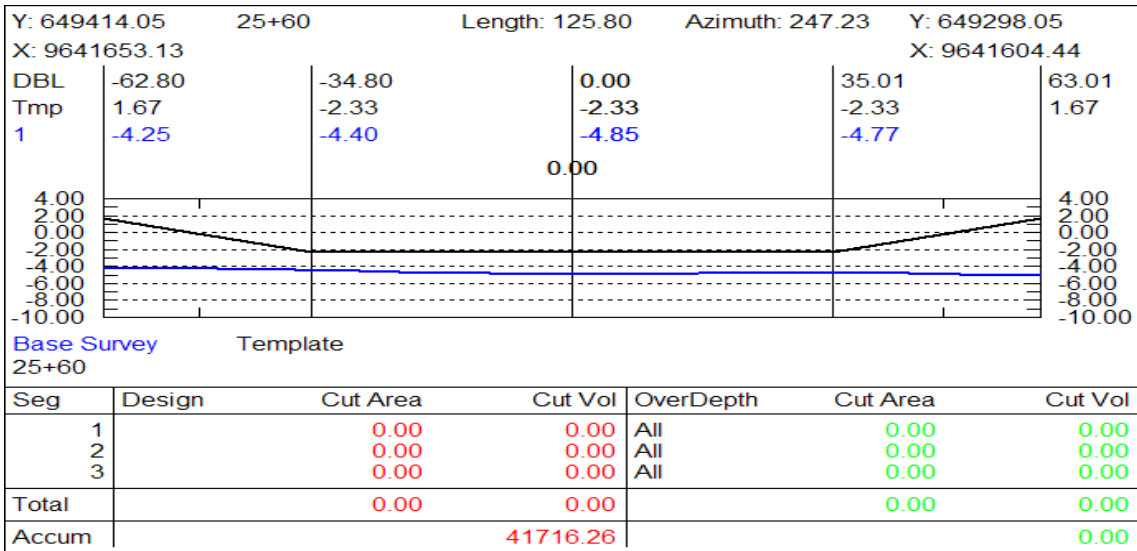 Y: 649414.05 25+60 Length: 125.80 Azimuth: 247.23 Y: 649298.05
X: 9641653.13 X: 9641604.44
DBL -62.80 -34.80 0.00 35.01 63.01
Tmp 1.67 -2.33 -2.33 -2.33 1.67
1 -4.25 -4.40 -4.85 -4.77
0.00
4.00 4.00
2.00 2.00
0.00 0.00
-2.00 -2.00
-4.00 -4.00
-6.00 -6.00
-8.00 -8.00
-10.00 -10.00
Base Survey Template
25+60
Seg Design Cut Area Cut Vol OverDepth Cut Area Cut Vol
1 0.00 0.00 All 0.00 0.00
2 0.00 0.00 All 0.00 0.00
3 0.00 0.00 All 0.00 0.00
Total 0.00 0.00 0.00 0.00
Accum 41716.26 0.00